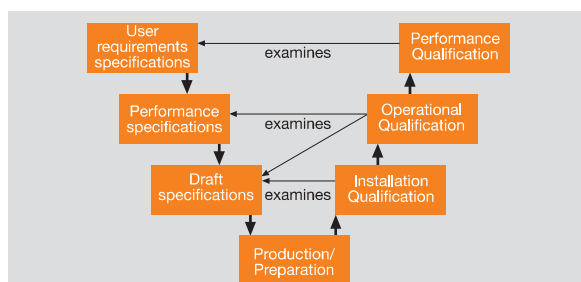 User
requirements
specifications
examines
Performance
Qualification
Performance
specifications
examines
Operational
Qualification
Draft
specifications
examines
Installation
Qualification
Production/
Preparation